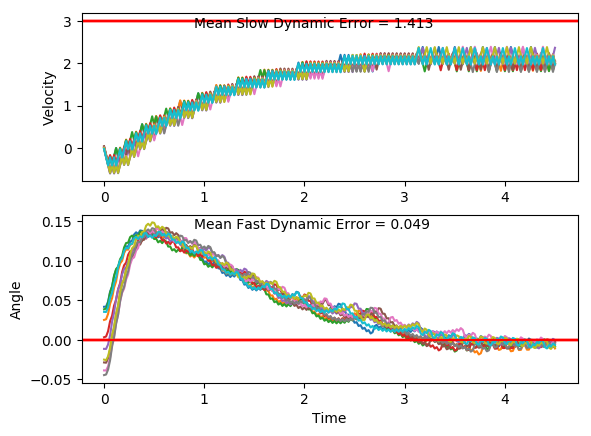 Mean Slow Dynamic Error = 1.413
3
2
1
0
Velocity
0 1 2 3 4
Mean Fast Dynamic Error = 0.049
0.15
0.10
0.05
0.00
−0.05
Angle
0 1 2 3 4
Time